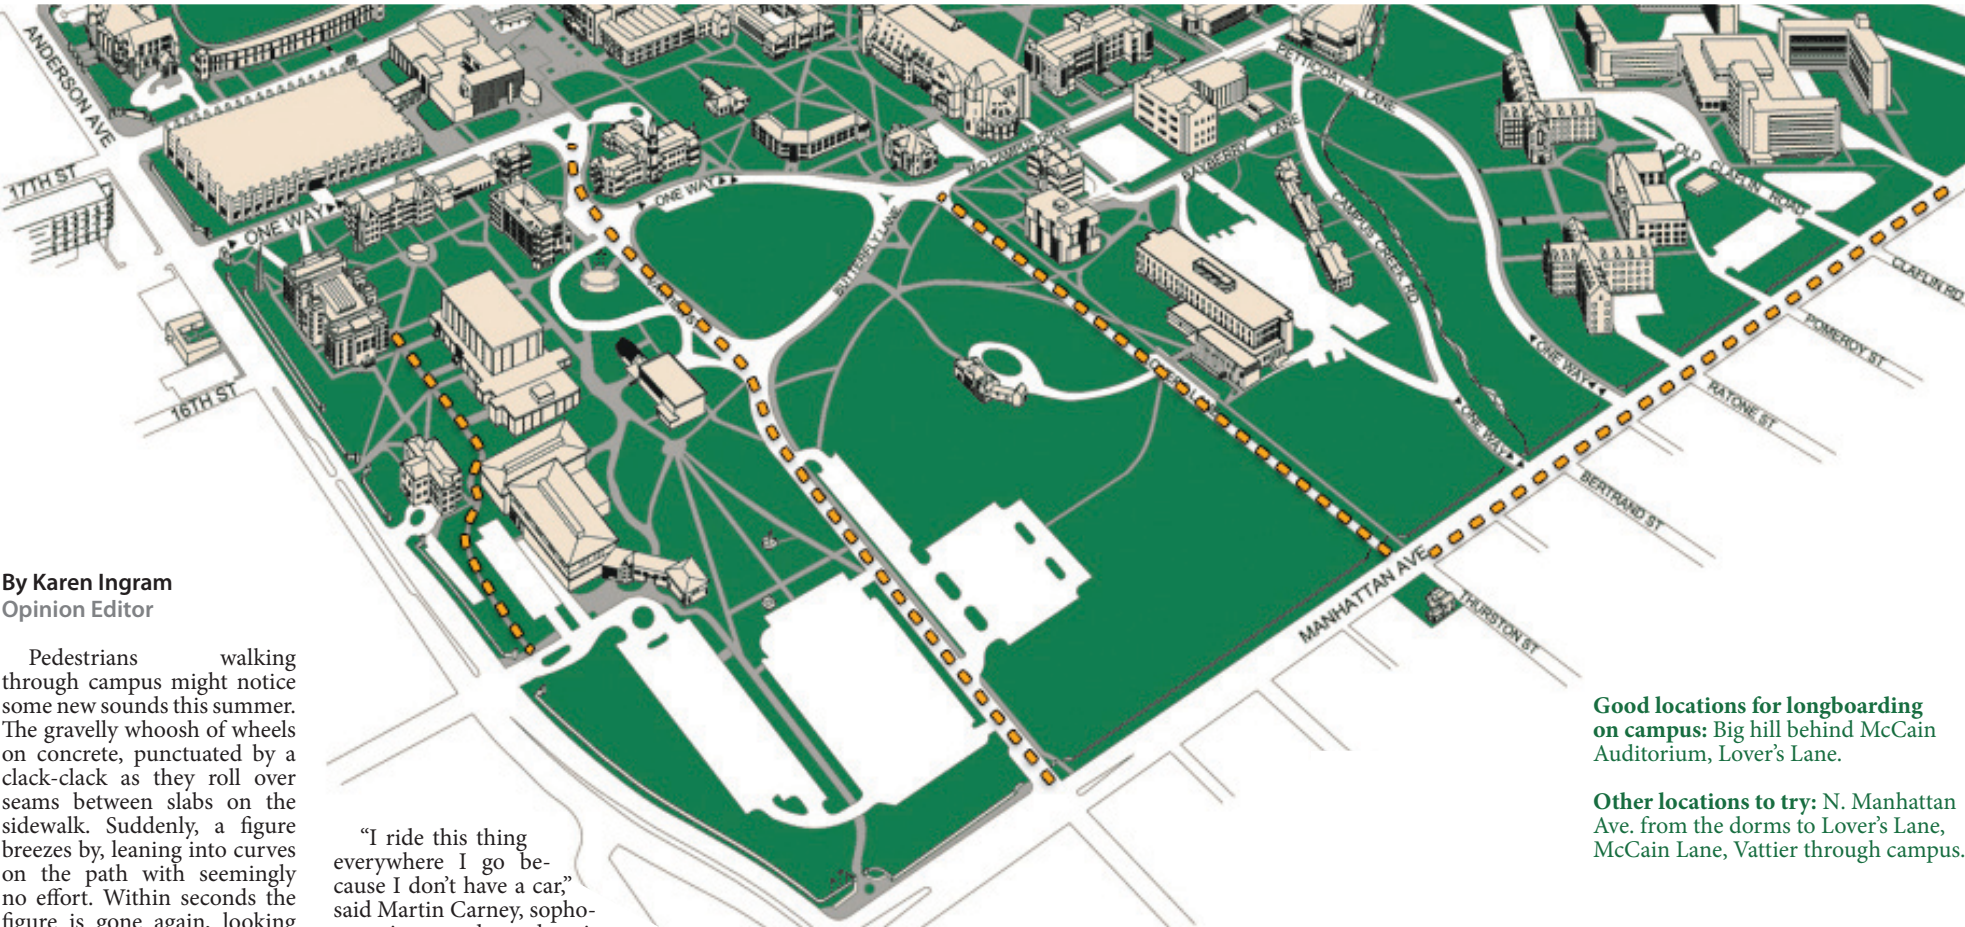 ANDERSON AVE
17TH ST
16TH ST
ONE WAY
ONE WAY
MID CAMPUS DRIVE
BUTTERFLY LANE
PETTICOAT LANE
BAYBERRY LANE
CAMPUS CREEK RD
OLD CLAFLIN ROAD
CLAFLIN RD
POMEROY ST
RATONE ST
BERTRAND ST
THURSTON ST
ONE WAY
ONE WAY
MANHATTAN AVE
By Karen Ingram
Opinion Editor
Pedestrians walking
through campus might notice
some new sounds this summer.
The gravelly whoosh of wheels
on concrete, punctuated by a
clack-clack as they roll over
seams between slabs on the
sidewalk. Suddenly, a figure
breezes by, leaning into curves
on the path with seemingly
no effort. Within seconds the
figure is gone again, looking
“I ride this thing
everywhere I go be-
cause I don’t have a car,”
said Martin Carney, sopho-
Good locations for longboarding
on campus: Big hill behind McCain
Auditorium, Lover’s Lane.
Other locations to try: N. Manhattan
Ave. from the dorms to Lover’s Lane,
McCain Lane, Vattier through campus.